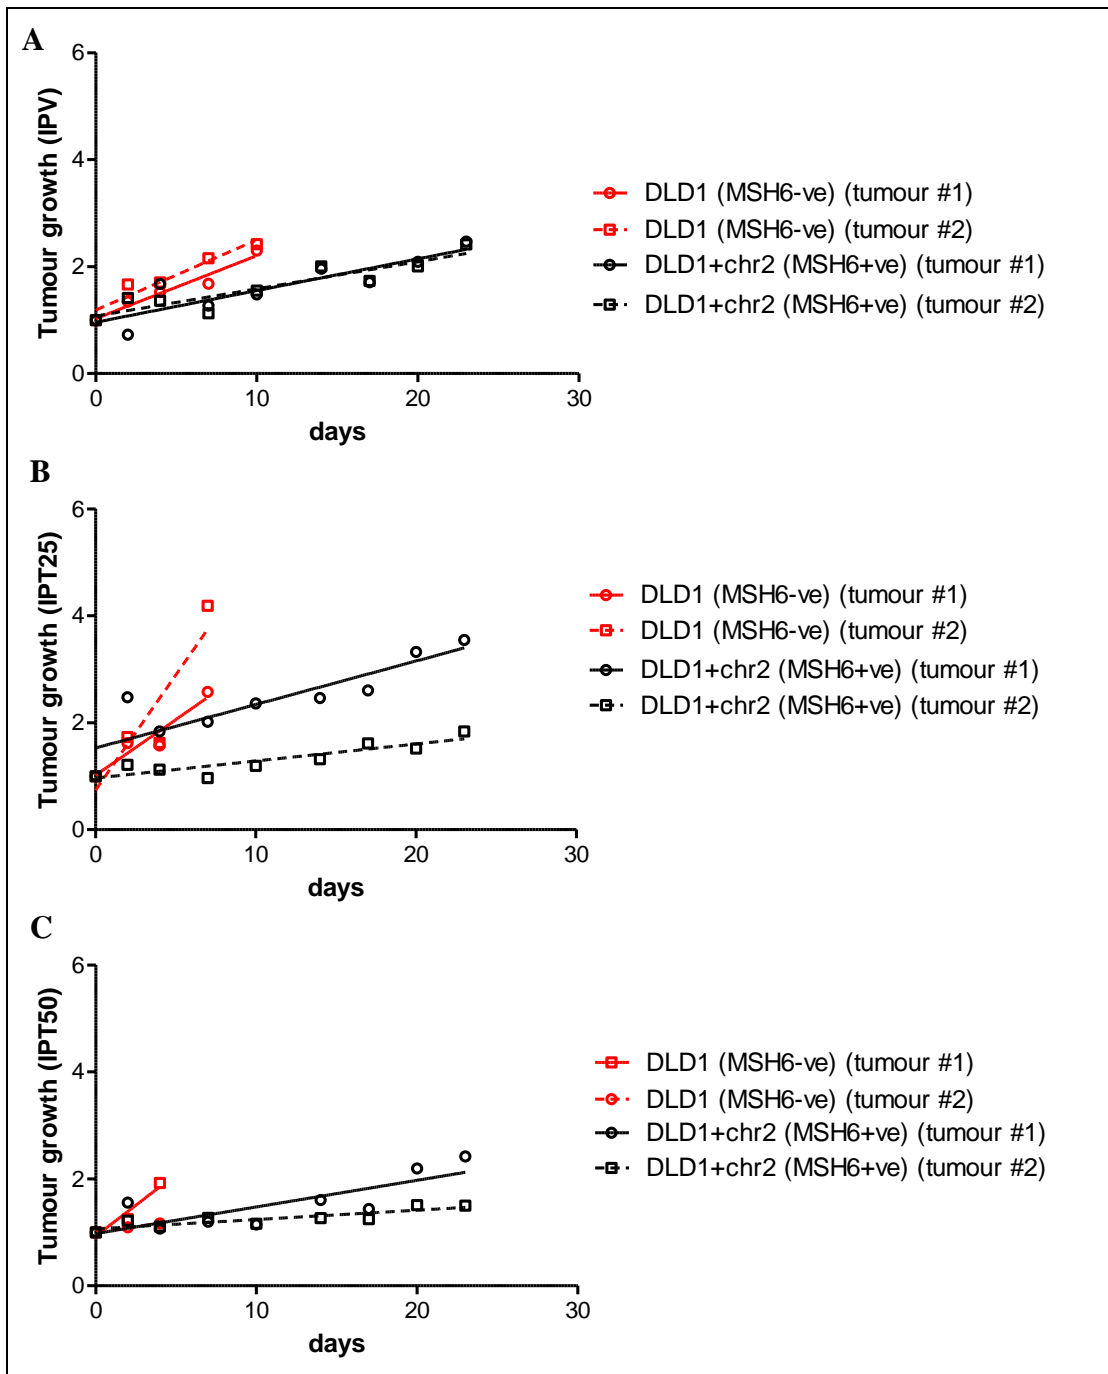 A
Tumour growth (IPV)
6
4
2
0
0 10 20 30
days
DLD1 (MSH6-ve) (tumour #1)
DLD1 (MSH6-ve) (tumour #2)
DLD1+chr2 (MSH6+ve) (tumour #1)
DLD1+chr2 (MSH6+ve) (tumour #2)
B
Tumour growth (IPT25)
6
4
2
0
0 10 20 30
days
DLD1 (MSH6-ve) (tumour #1)
DLD1 (MSH6-ve) (tumour #2)
DLD1+chr2 (MSH6+ve) (tumour #1)
DLD1+chr2 (MSH6+ve) (tumour #2)
C
Tumour growth (IPT50)
6
4
2
0
0 10 20 30
days
DLD1 (MSH6-ve) (tumour #1)
DLD1 (MSH6-ve) (tumour #2)
DLD1+chr2 (MSH6+ve) (tumour #1)
DLD1+chr2 (MSH6+ve) (tumour #2)